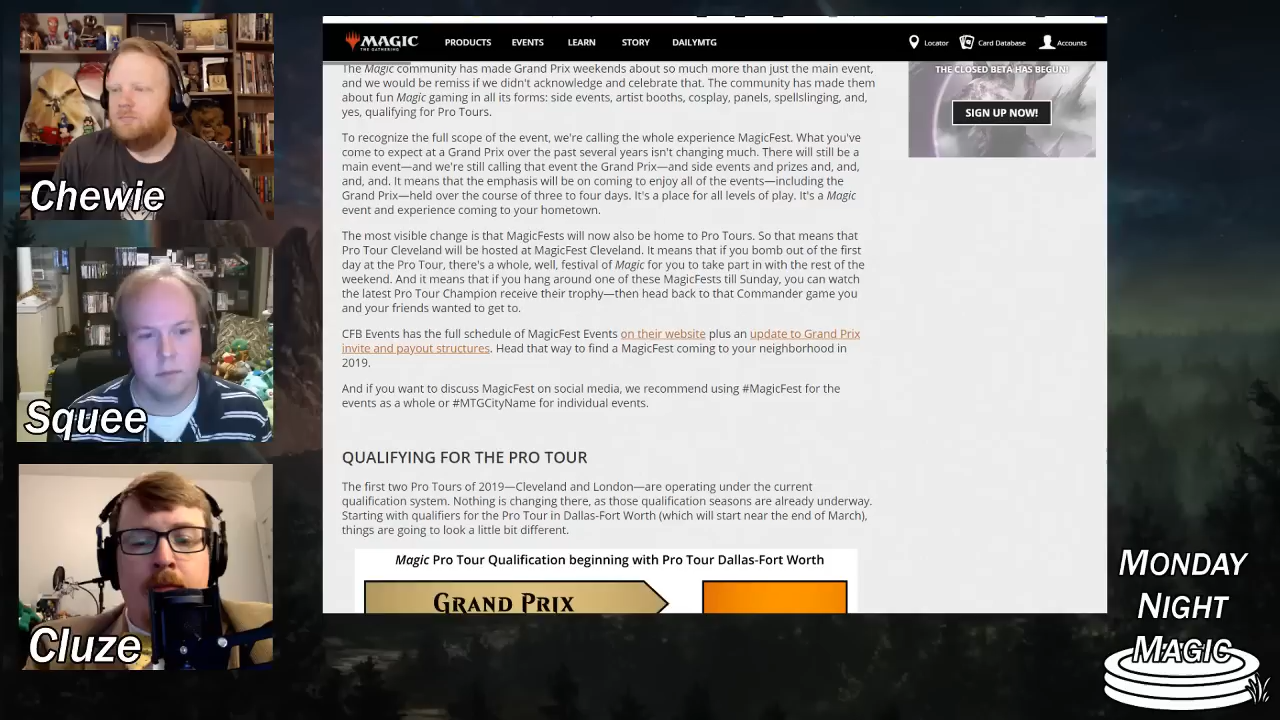 MAGIC
THE GATHERING
PRODUCTS
EVENTS
LEARN
STORY
DAILYMTG
Locator
Card Database
Accounts
The Magic community has made Grand Prix weekends about so much more than just the main event,
and we would be remiss if we didn't acknowledge and celebrate that. The community has made them
about fun Magic gaming in all its forms: side events, artist booths, cosplay, panels, spellslinging, and,
yes, qualifying for Pro Tours.
To recognize the full scope of the event, we're calling the whole experience MagicFest. What you've
come to expect at a Grand Prix over the past several years isn't changing much. There will still be a
main event—and we're still calling that event the Grand Prix—and side events and prizes and, and,
and, and. It means that the emphasis will be on coming to enjoy all of the events—including the
Grand Prix—held over the course of three to four days. It's a place for all levels of play. It's a Magic
event and experience coming to your hometown.
The most visible change is that MagicFests will now also be home to Pro Tours. So that means that
Pro Tour Cleveland will be hosted at MagicFest Cleveland. It means that if you bomb out of the first
day at the Pro Tour, there's a whole, well, festival of Magic for you to take part in with the rest of the
weekend. And it means that if you hang around one of these MagicFests till Sunday, you can watch
the latest Pro Tour Champion receive their trophy—then head back to that Commander game you
and your friends wanted to get to.
CFB Events has the full schedule of MagicFest Events on their website plus an update to Grand Prix
invite and payout structures. Head that way to find a MagicFest coming to your neighborhood in
2019.
And if you want to discuss MagicFest on social media, we recommend using #MagicFest for the
events as a whole or #MTGCityName for individual events.
QUALIFYING FOR THE PRO TOUR
The first two Pro Tours of 2019—Cleveland and London—are operating under the current
qualification system. Nothing is changing there, as those qualification seasons are already underway.
Starting with qualifiers for the Pro Tour in Dallas-Fort Worth (which will start near the end of March),
things are going to look a little bit different.
Magic Pro Tour Qualification beginning with Pro Tour Dallas-Fort Worth
GRAND PRIX
THE CLOSED BETA HAS BEGUN!
SIGN UP NOW!
Chewie
Squee
Cluze
MONDAY
NIGHT
MAGIC